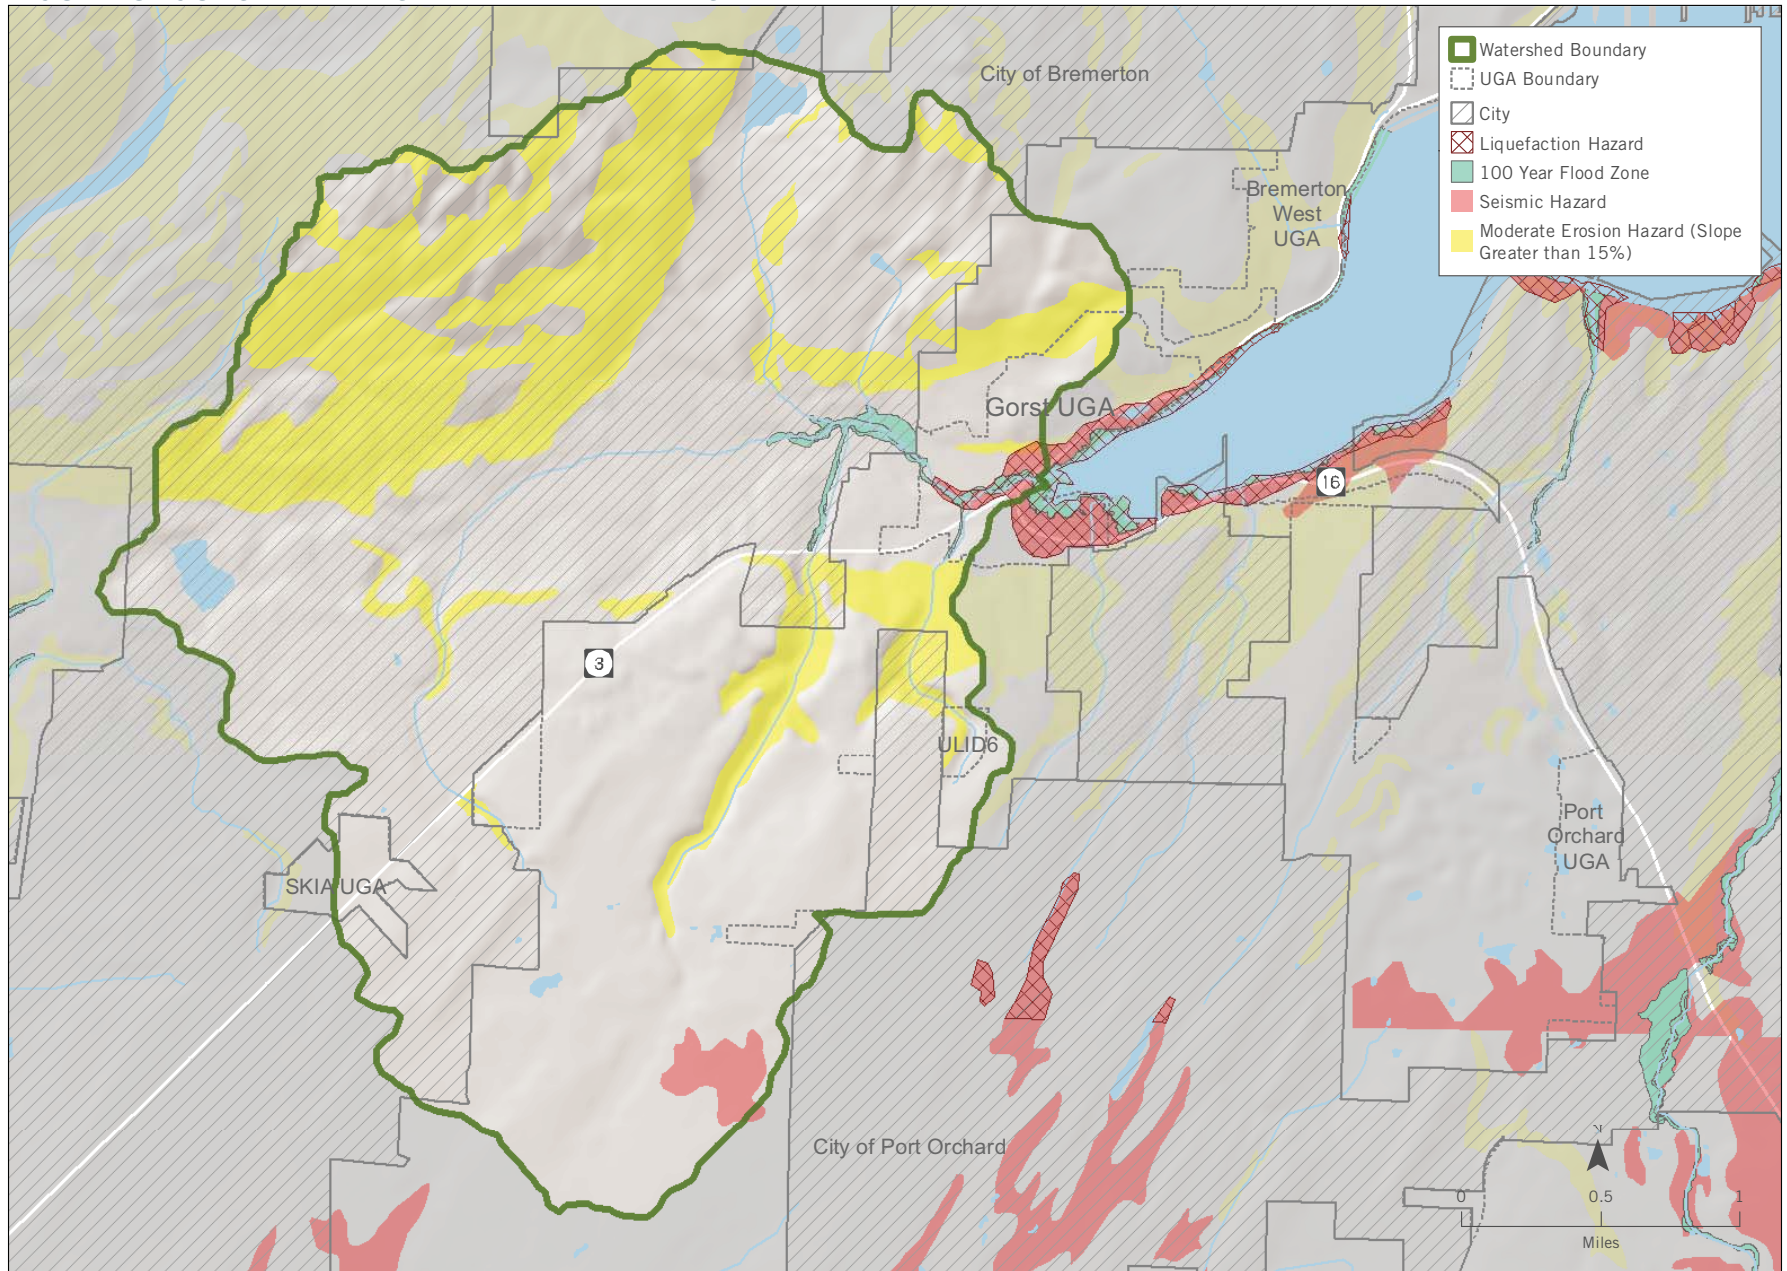 City of Bremerton
Watershed Boundary
UGA Boundary
City
Liquefaction Hazard
100 Year Flood Zone
Seismic Hazard
Moderate Erosion Hazard (Slope
Greater than 15%)
Bremerton
West
UGA
Gorst UGA
16
3
ULID6
SKIA UGA
Port
Orchard
UGA
City of Port Orchard
N
0 0.5 1
Miles